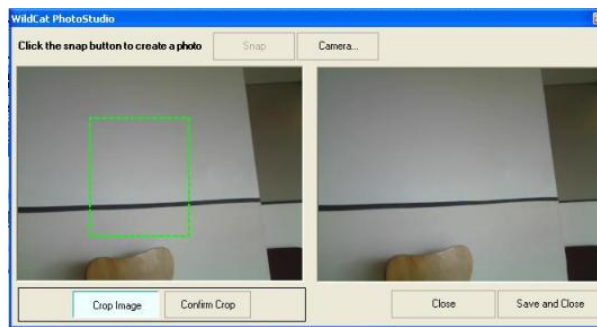 WildCat PhotoStudio
Click the snap button to create a photo Snap Camera...
Crop Image Confirm Crop Close Save and Close